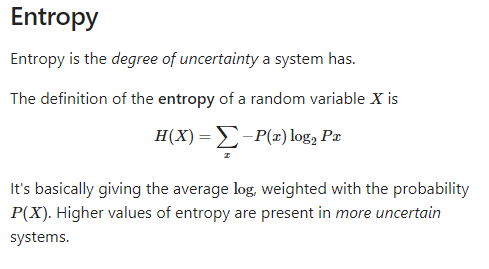 Entropy
Entropy is the degree of uncertainty a system has.
The definition of the entropy of a random variable X is
H(X) = ∑ₓ −P(x) log₂ Px
It's basically giving the average log, weighted with the probability
P(X). Higher values of entropy are present in more uncertain
systems.